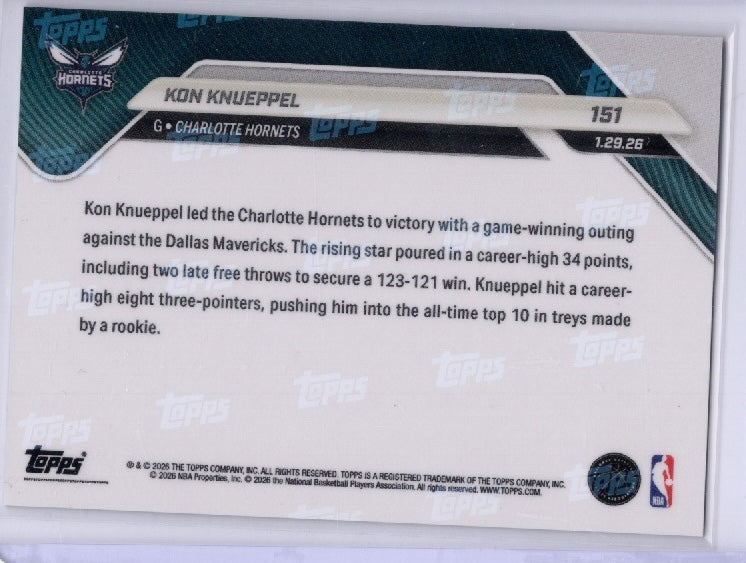 Topps
CHARLOTTE
HORNETS
KON KNUEPPEL
151
G • CHARLOTTE HORNETS
1.29.26
Kon Knueppel led the Charlotte Hornets to victory with a game-winning outing
against the Dallas Mavericks. The rising star poured in a career-high 34 points,
including two late free throws to secure a 123-121 win. Knueppel hit a career-
high eight three-pointers, pushing him into the all-time top 10 in treys made
by a rookie.
Topps
® & © 2026 THE TOPPS COMPANY, INC. ALL RIGHTS RESERVED. TOPPS IS A REGISTERED TRADEMARK OF THE TOPPS COMPANY, INC.
© 2026 NBA Properties, Inc. © 2026 the National Basketball Players Association. All rights reserved. WWW.TOPPS.COM.
NBA